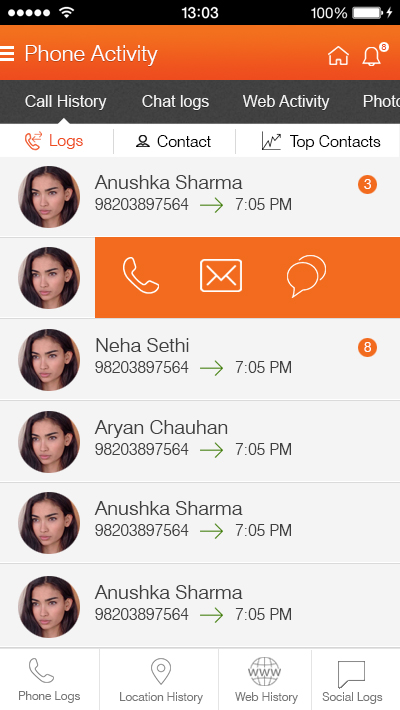 13:03 100%
Phone Activity 8
Call History Chat logs Web Activity Photo
Logs Contact Top Contacts
Anushka Sharma 3
98203897564 7:05 PM
Neha Sethi 8
98203897564 7:05 PM
Aryan Chauhan
98203897564 7:05 PM
Anushka Sharma
98203897564 7:05 PM
Anushka Sharma
98203897564 7:05 PM
WWW
Phone Logs Location History Web History Social Logs